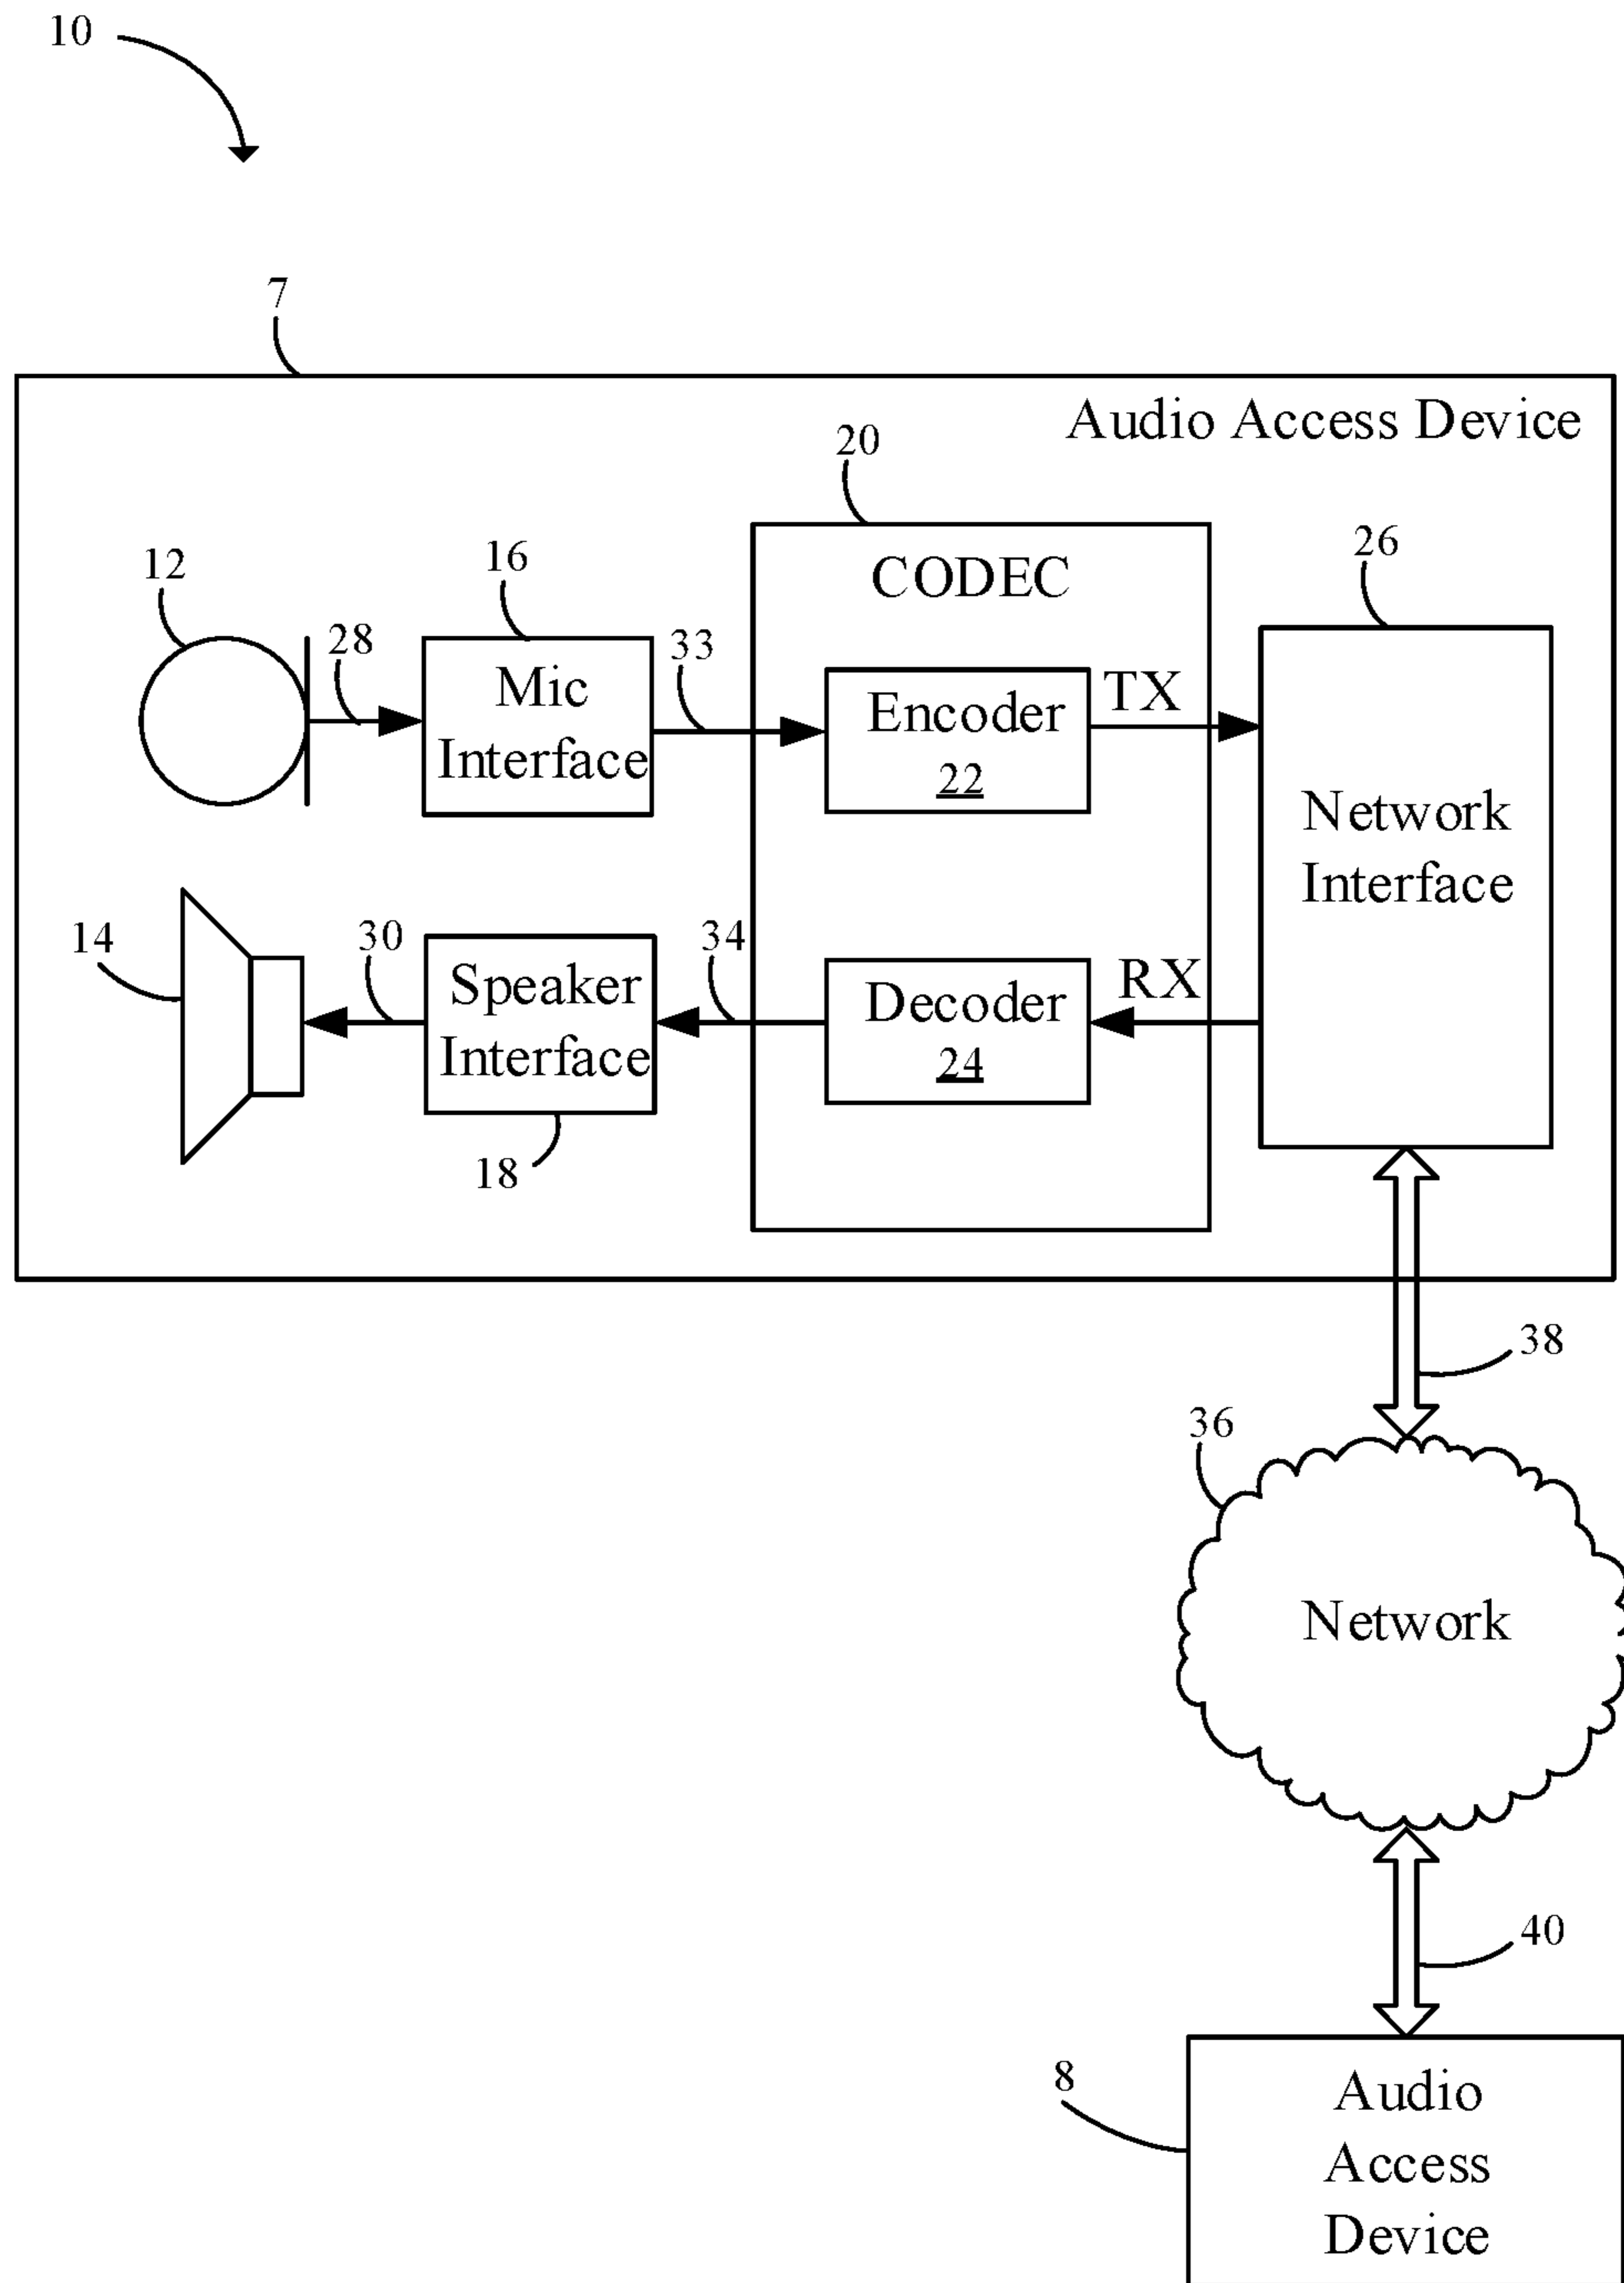 10
7
Audio Access Device
20
12
28
16
Mic
Interface
33
CODEC
Encoder
22
TX
26
Network
Interface
14
30
Speaker
Interface
18
34
Decoder
24
RX
38
36
Network
40
8
Audio
Access
Device